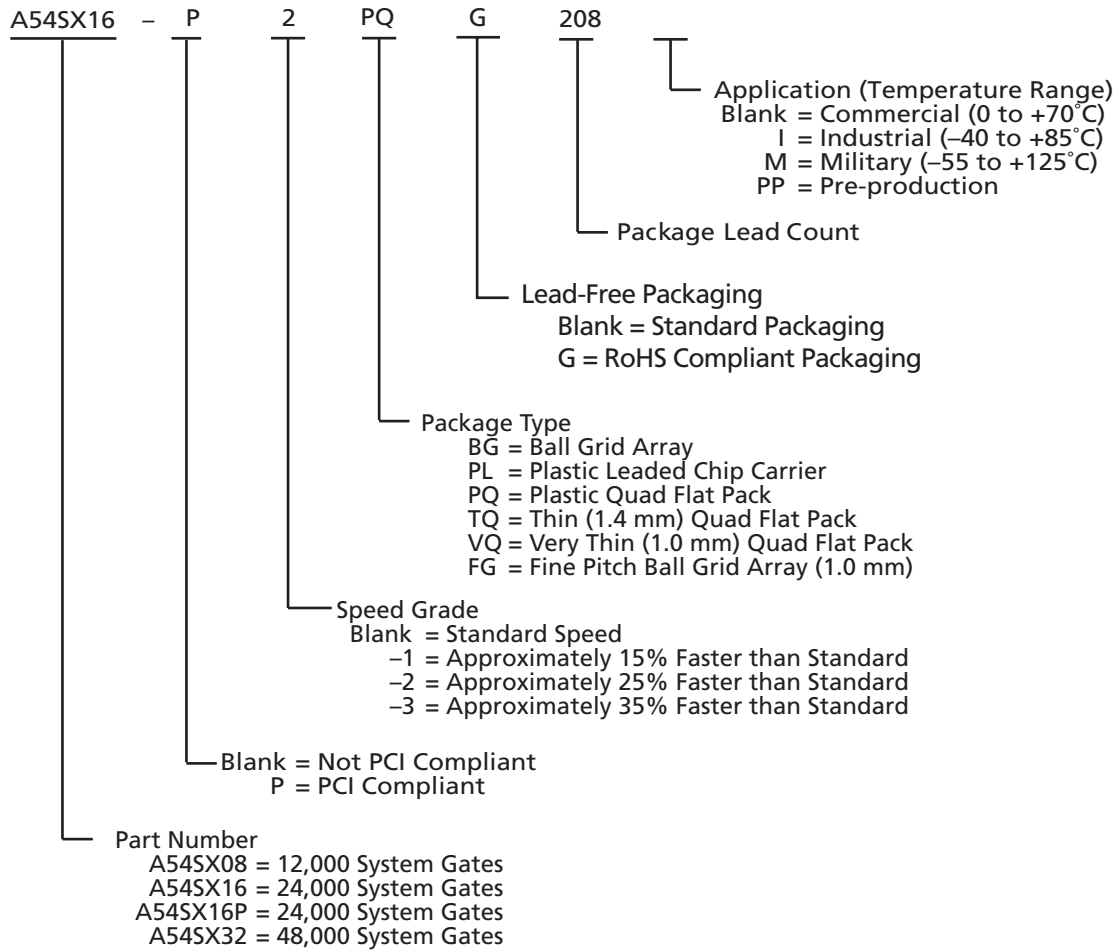 A54SX16 – P 2 PQ G 208
Application (Temperature Range)
Blank = Commercial (0 to +70˚C)
I = Industrial (–40 to +85˚C)
M = Military (–55 to +125˚C)
PP = Pre-production
Package Lead Count
Lead-Free Packaging
Blank = Standard Packaging
G = RoHS Compliant Packaging
Package Type
BG = Ball Grid Array
PL = Plastic Leaded Chip Carrier
PQ = Plastic Quad Flat Pack
TQ = Thin (1.4 mm) Quad Flat Pack
VQ = Very Thin (1.0 mm) Quad Flat Pack
FG = Fine Pitch Ball Grid Array (1.0 mm)
Speed Grade
Blank = Standard Speed
–1 = Approximately 15% Faster than Standard
–2 = Approximately 25% Faster than Standard
–3 = Approximately 35% Faster than Standard
Blank = Not PCI Compliant
P = PCI Compliant
Part Number
A54SX08 = 12,000 System Gates
A54SX16 = 24,000 System Gates
A54SX16P = 24,000 System Gates
A54SX32 = 48,000 System Gates